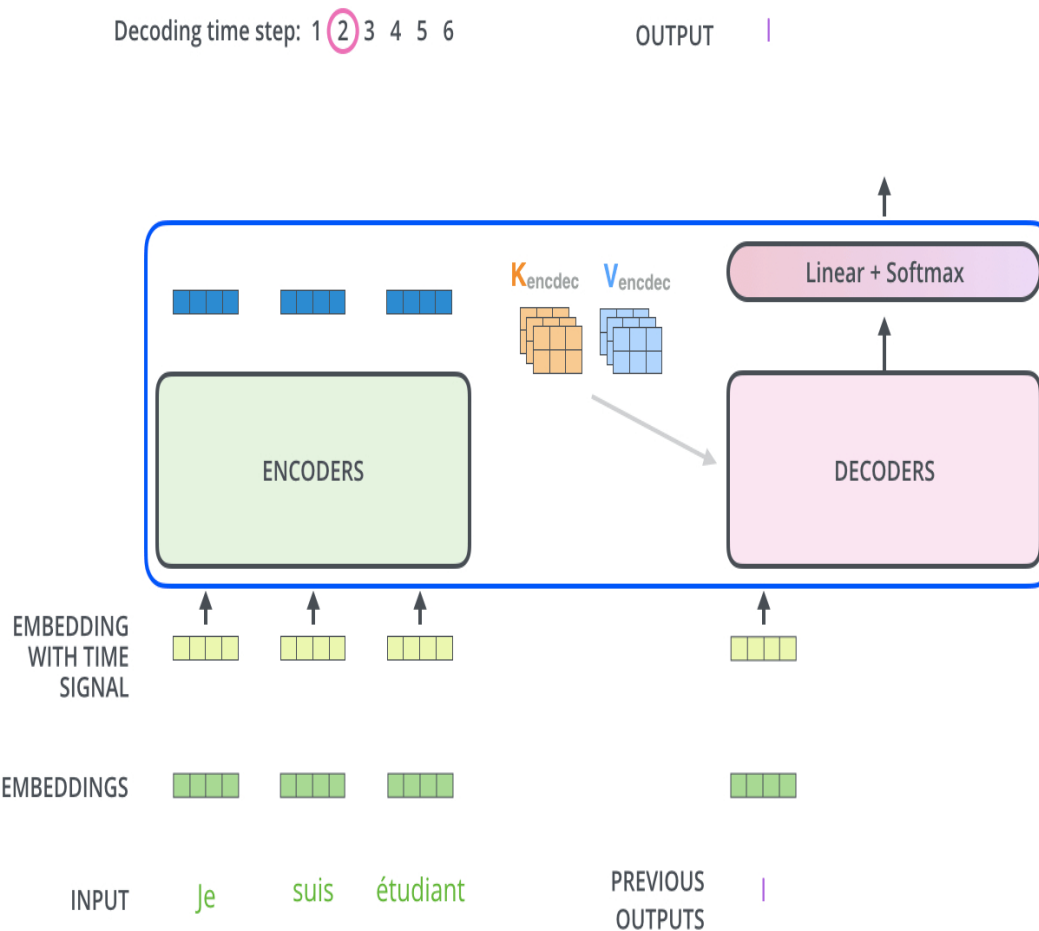 Decoding time step: 1 2 3 4 5 6
OUTPUT I
Kencdec Vencdec
Linear + Softmax
ENCODERS
DECODERS
EMBEDDING
WITH TIME
SIGNAL
EMBEDDINGS
INPUT Je suis étudiant
PREVIOUS
OUTPUTS I